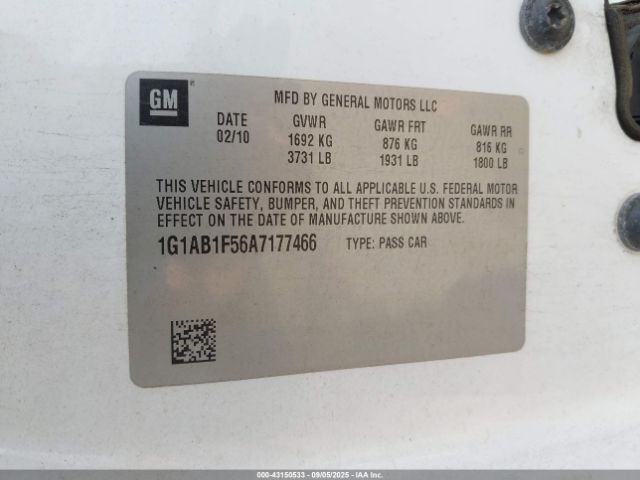 GM
MFD BY GENERAL MOTORS LLC
DATE GVWR GAWR FRT GAWR RR
02/10 1692 KG 876 KG 816 KG
3731 LB 1931 LB 1800 LB
THIS VEHICLE CONFORMS TO ALL APPLICABLE U.S. FEDERAL MOTOR
VEHICLE SAFETY, BUMPER, AND THEFT PREVENTION STANDARDS IN
EFFECT ON THE DATE OF MANUFACTURE SHOWN ABOVE.
1G1AB1F56A7177466 TYPE: PASS CAR
000-43150533 - 09/05/2025 - IAAI.COM